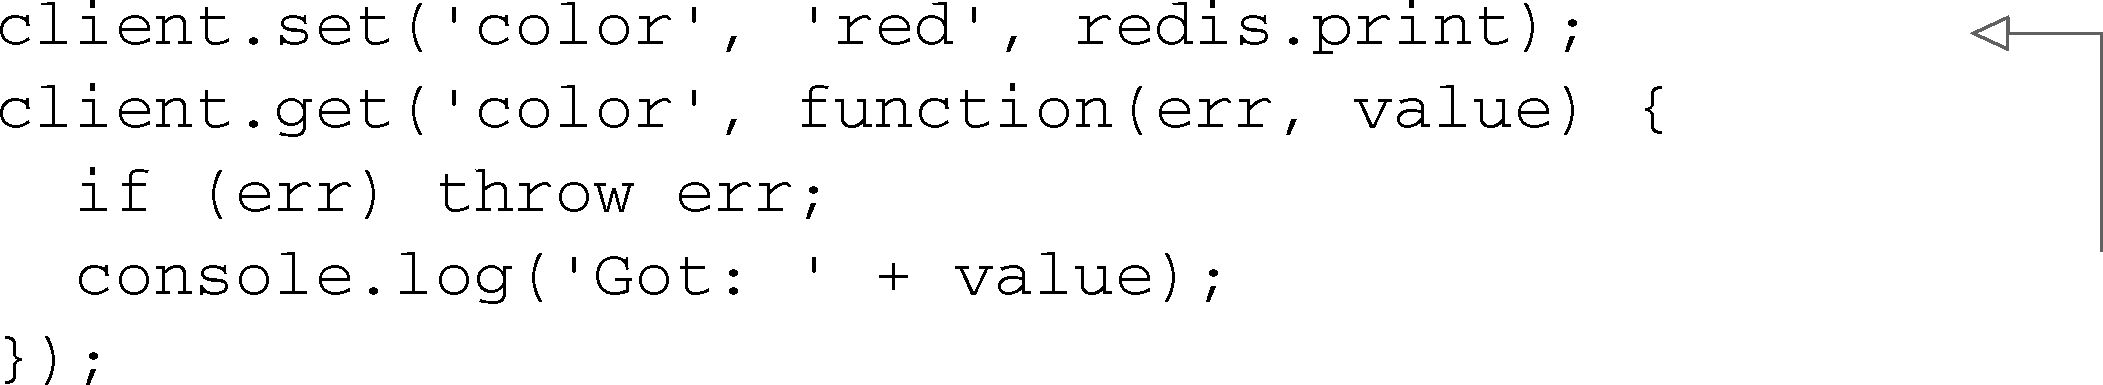 client.set('color', 'red', redis.print);
client.get('color', function(err, value) {
  if (err) throw err;
  console.log('Got: ' + value);
});